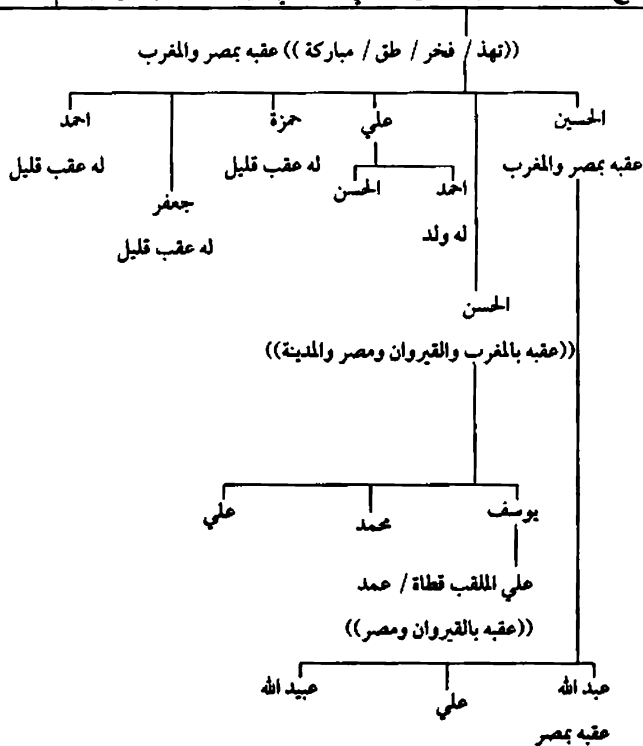 ((تهذ / فخر / طق / مباركة )) عقبه بمصر والمغرب
الحسين
علي
حمزة
احمد
عقبه بمصر والمغرب
له عقب قليل
له عقب قليل
احمد
الحسن
جعفر
له ولد
له عقب قليل
الحسن
((عقبه بالمغرب والقيروان ومصر والمدينة))
يوسف
محمد
علي
علي الملقب قطاة / عمد
((عقبه بالقيروان ومصر))
عبد الله
علي
عبيد الله
عقبه بمصر